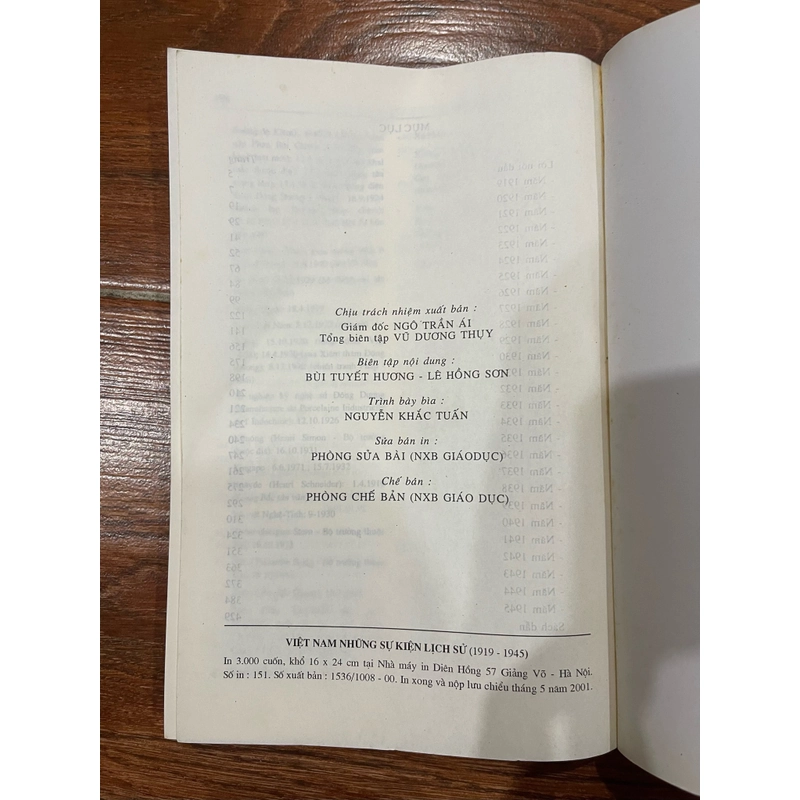 Chịu trách nhiệm xuất bản :
Giám đốc NGÔ TRẦN ÁI
Tổng biên tập VŨ DƯƠNG THỤY
Biên tập nội dung :
BÙI TUYẾT HƯƠNG - LÊ HỒNG SƠN
Trình bày bìa :
NGUYỄN KHẮC TUẤN
Sửa bản in :
PHÒNG SỬA BÀI (NXB GIÁODỤC)
Chế bản :
PHÒNG CHẾ BẢN (NXB GIÁO DỤC)
VIỆT NAM NHỮNG SỰ KIỆN LỊCH SỬ (1919 - 1945)
In 3.000 cuốn, khổ 16 x 24 cm tại Nhà máy in Diên Hồng 57 Giảng Võ - Hà Nội.
Số in : 151. Số xuất bản : 1536/1008 - 00. In xong và nộp lưu chiểu tháng 5 năm 2001.